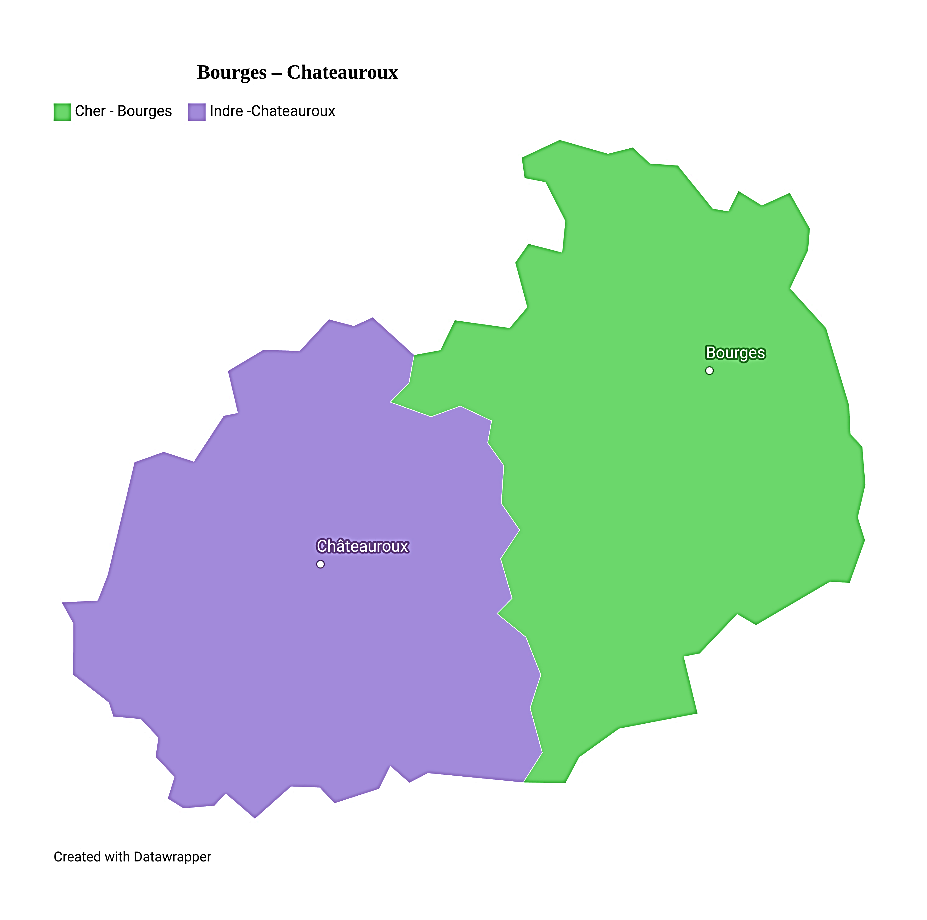 Bourges – Chateauroux
Cher - Bourges
Indre -Chateauroux
Bourges
Châteauroux
Created with Datawrapper